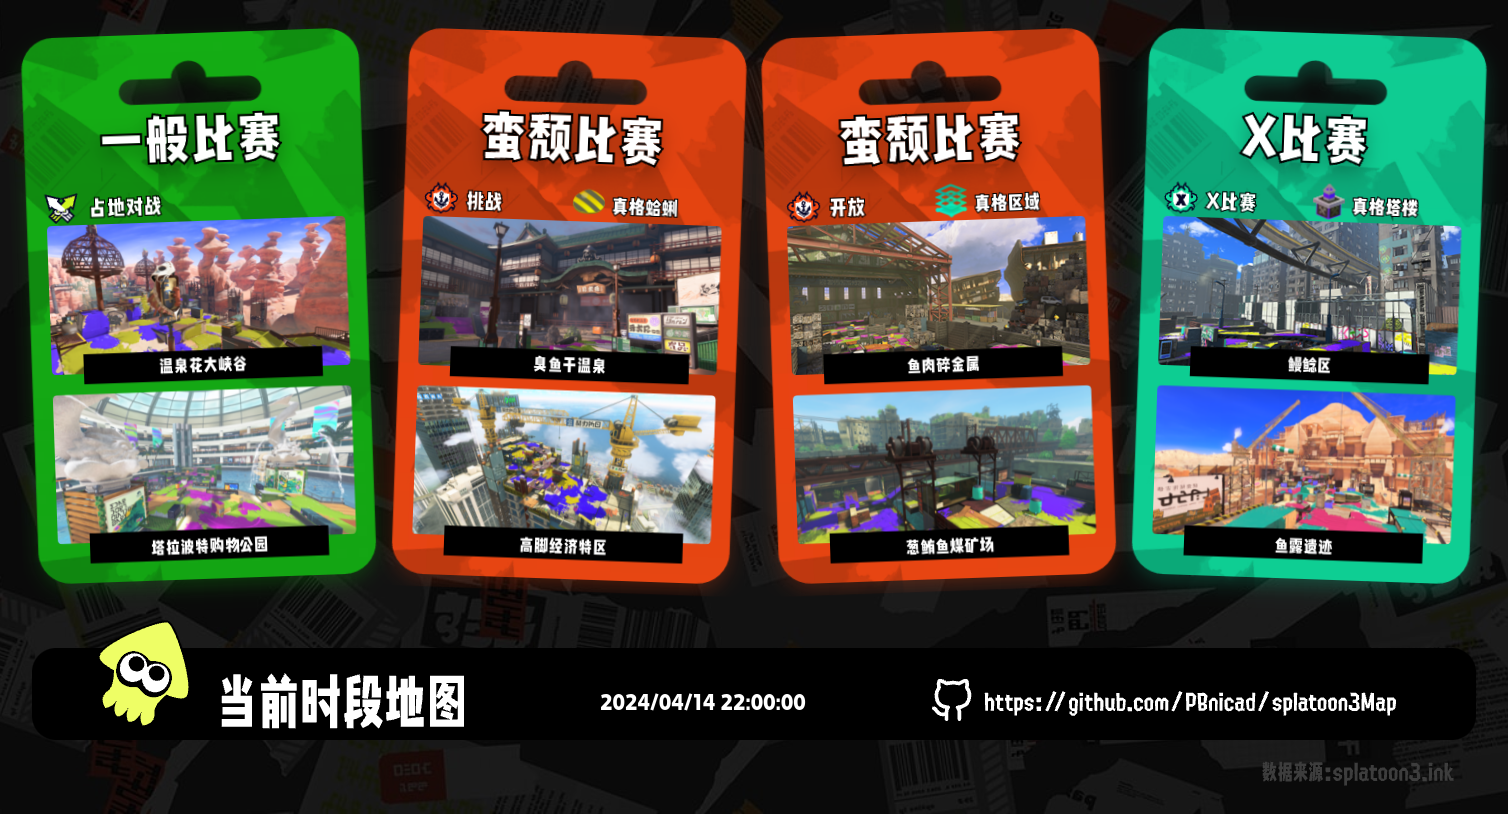 一般比赛
占地对战
温泉花大峡谷
塔拉波特购物公园
蛮颓比赛
挑战
真格蛤蜊
臭鱼干温泉
高脚经济特区
蛮颓比赛
开放
真格区域
鱼肉碎金属
葱鲔鱼煤矿场
X比赛
X比赛
真格塔楼
鳗鲶区
鱼露遗迹
当前时段地图
2024/04/14 22:00:00
https://github.com/PBnicad/splatoon3Map
数据来源:splatoon3.ink